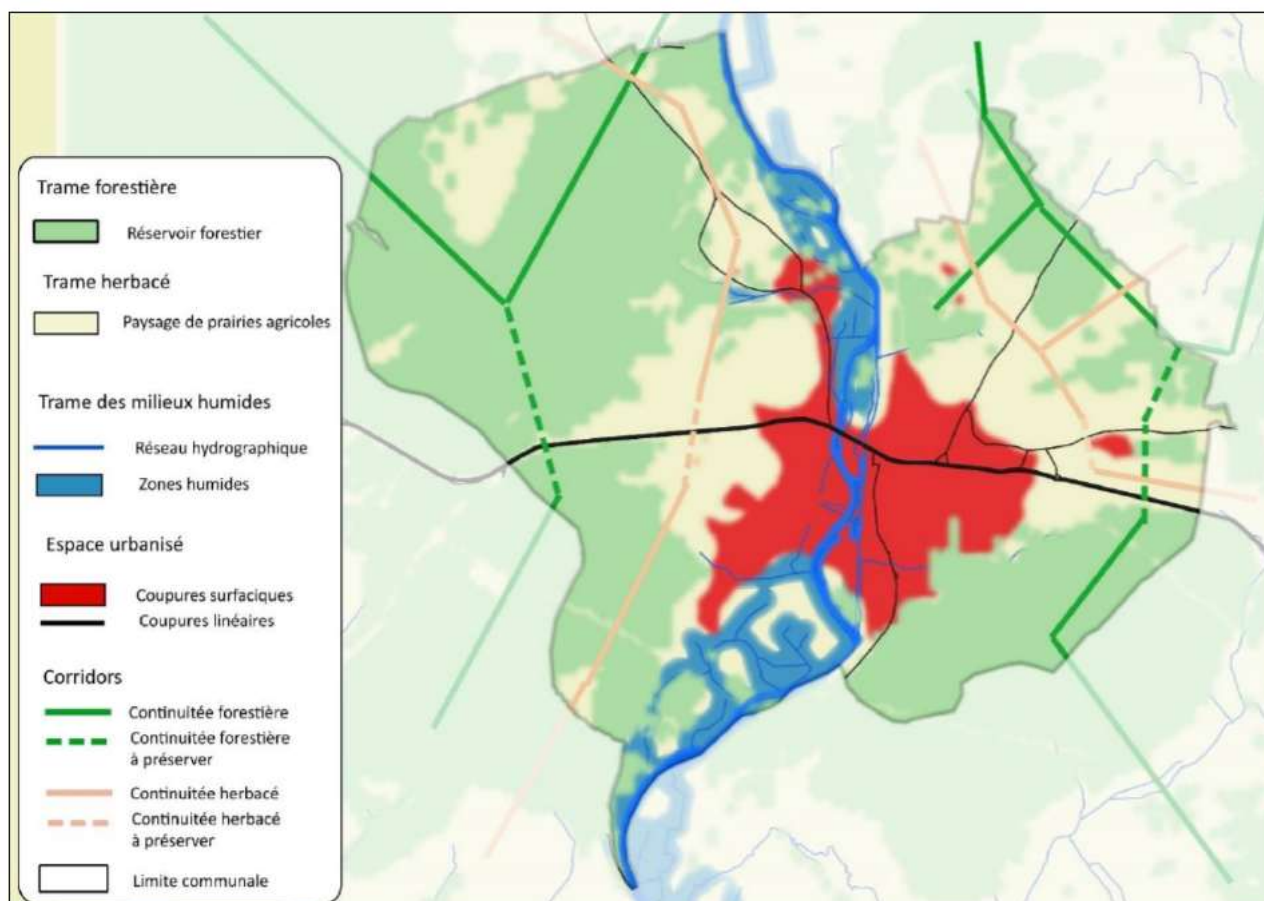 Trame forestière
Réservoir forestier
Trame herbacé
Paysage de prairies agricoles
Trame des milieux humides
Réseau hydrographique
Zones humides
Espace urbanisé
Coupures surfaciques
Coupures linéaires
Corridors
Continuitée forestière
Continuitée forestière
à préserver
Continuitée herbacé
Continuitée herbacé
à préserver
Limite communale